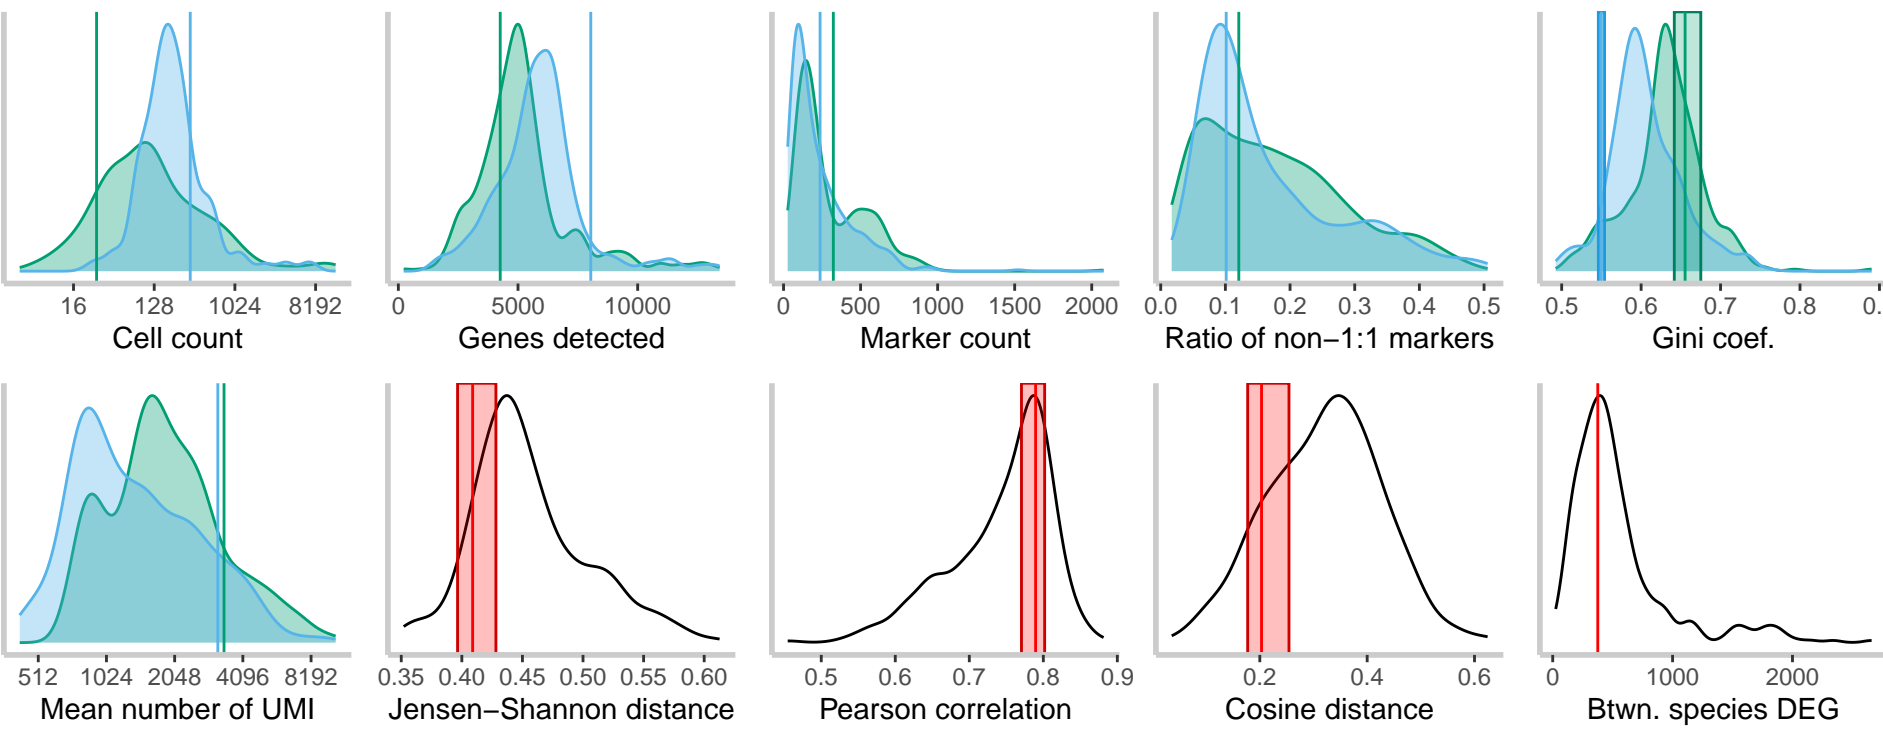 16 128 1024 8192
Cell count
0 5000 10000
Genes detected
0 500 1000 1500 2000
Marker count
0.0 0.1 0.2 0.3 0.4 0.5
Ratio of non−1:1 markers
0.5 0.6 0.7 0.8 0.
Gini coef.
512 1024 2048 4096 8192
Mean number of UMI
0.35 0.40 0.45 0.50 0.55 0.60
Jensen−Shannon distance
0.5 0.6 0.7 0.8 0.9
Pearson correlation
0.2 0.4 0.6
Cosine distance
0 1000 2000
Btwn. species DEG